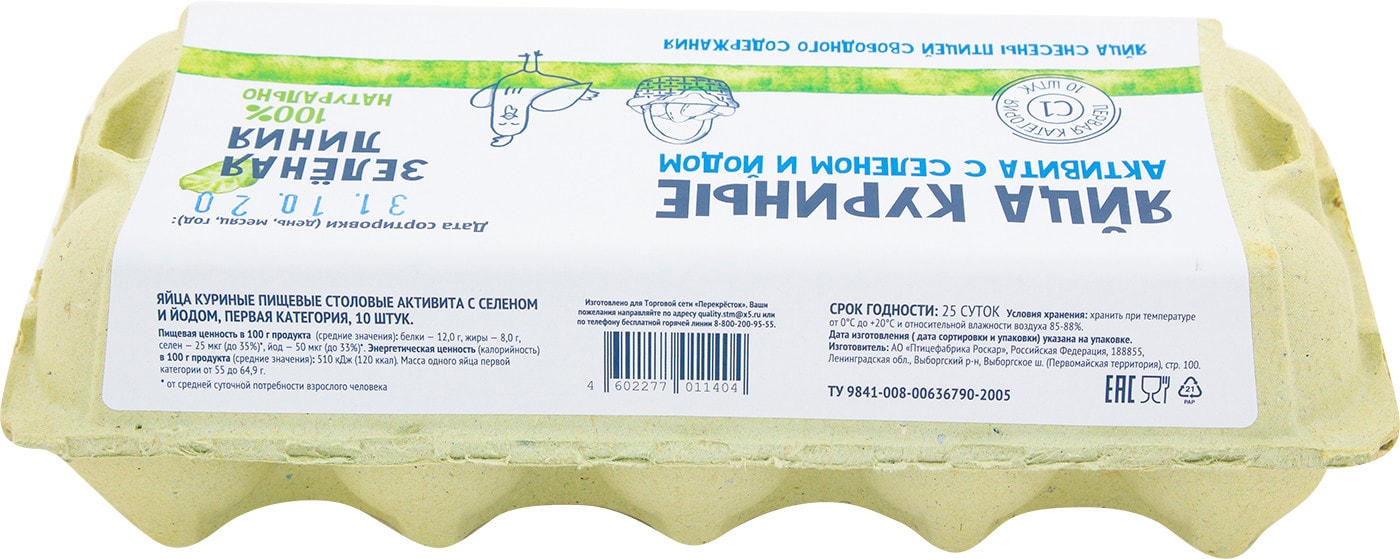 ЯЙЦА СНЕСЕНЫ ПТИЦЕЙ СВОБОДНОГО СОДЕРЖАНИЯ
ПЕРВАЯ КАТЕГОРИЯ
С1
10 ШТУК
ЯЙЦА КУРИНЫЕ
АКТИВИТА С СЕЛЕНОМ И ЙОДОМ
Дата сортировки (день, месяц, год):
31.10.20
ЗЕЛЁНАЯ
ЛИНИЯ
100%
НАТУРАЛЬНО
ЯЙЦА КУРИНЫЕ ПИЩЕВЫЕ СТОЛОВЫЕ АКТИВИТА С СЕЛЕНОМ
И ЙОДОМ, ПЕРВАЯ КАТЕГОРИЯ, 10 ШТУК.
Пищевая ценность в 100 г продукта (средние значения): белки — 12,0 г, жиры — 8,0 г,
селен — 25 мкг (до 35%)*, йод — 50 мкг (до 33%)*. Энергетическая ценность (калорийность)
в 100 г продукта (средние значения): 510 кДж (120 ккал). Масса одного яйца первой
категории от 55 до 64,9 г.
* от средней суточной потребности взрослого человека
Изготовлено для Торговой сети «Перекрёсток». Ваши
пожелания направляйте по адресу quality.stm@x5.ru или
по телефону бесплатной горячей линии 8-800-200-95-55.
4 602277 011404
СРОК ГОДНОСТИ: 25 СУТОК Условия хранения: хранить при температуре
от 0°С до +20°С и относительной влажности воздуха 85-88%.
Дата изготовления ( дата сортировки и упаковки) указана на упаковке.
Изготовитель: АО «Птицефабрика Роскар», Российская Федерация, 188855,
Ленинградская обл., Выборгский р-н, Выборгское ш. (Первомайская территория), стр. 100.
ТУ 9841-008-00636790-2005
EAC
21
PAP